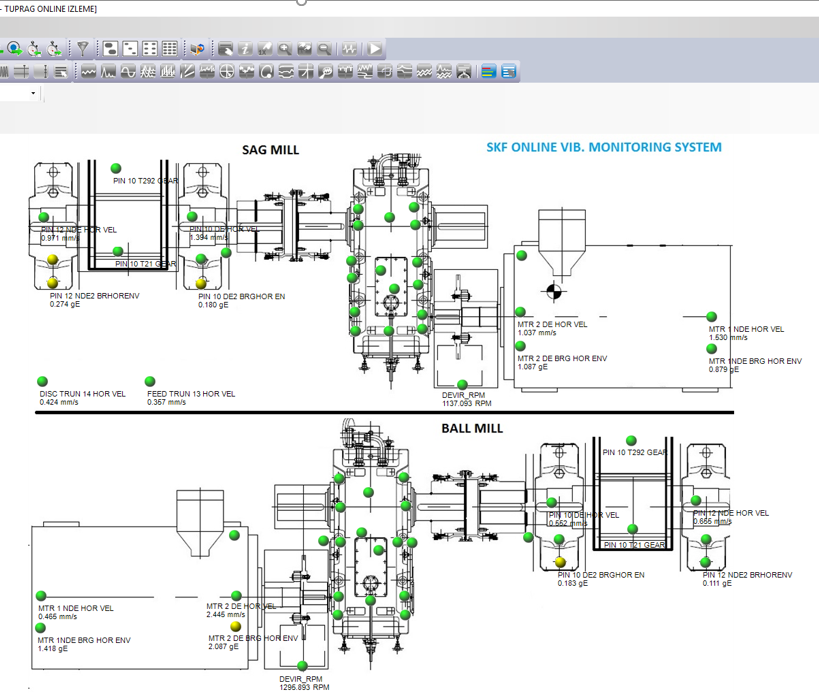 - TUPRAG ONLINE IZLEME]
SAG MILL
SKF ONLINE VIB. MONITORING SYSTEM
PIN 10 T292 GEAR
PIN 12 NDE HOR VEL
0.971 mm/s
PIN 10 DE HOR VEL
1.394 mm/s
PIN 10 T21 GEAR
PIN 12 NDE2 BRHORENV
0.274 gE
PIN 10 DE2 BRGHOR EN
0.180 gE
MTR 2 DE HOR VEL
1.037 mm/s
MTR 1 NDE HOR VEL
1.530 mm/s
MTR 2 DE BRG HOR ENV
1.087 gE
MTR 1NDE BRG HOR ENV
0.879 gE
DISC TRUN 14 HOR VEL
0.424 mm/s
FEED TRUN 13 HOR VEL
0.357 mm/s
DEVIR_RPM
1137.093 RPM
BALL MILL
PIN 10 T292 GEAR
PIN 10 DE HOR VEL
0.552 mm/s
PIN 12 NDE HOR VEL
0.655 mm/s
PIN 10 T21 GEAR
PIN 10 DE2 BRGHOR EN
0.183 gE
PIN 12 NDE2 BRHORENV
0.111 gE
MTR 1 NDE HOR VEL
0.465 mm/s
MTR 2 DE HOR VEL
2.445 mm/s
MTR 1NDE BRG HOR ENV
1.418 gE
MTR 2 DE BRG HOR ENV
2.087 gE
DEVIR_RPM
1296.893 RPM